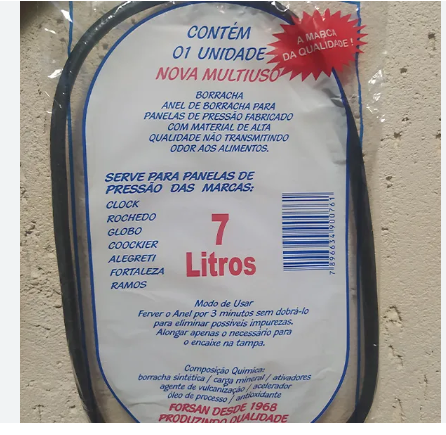 CONTÉM
01 UNIDADE
NOVA MULTIUSO
A MARCA
DA QUALIDADE!
BORRACHA
ANEL DE BORRACHA PARA
PANELAS DE PRESSÃO FABRICADO
COM MATERIAL DE ALTA
QUALIDADE NÃO TRANSMITINDO
ODOR AOS ALIMENTOS.
SERVE PARA PANELAS DE
PRESSÃO DAS MARCAS:
CLOCK
ROCHEDO
GLOBO
COOCKIER
ALEGRETI
FORTALEZA
RAMOS
7
Litros
Modo de Usar
Ferver o Anel por 3 minutos sem dobrá-lo
para eliminar possíveis impurezas.
Alongar apenas o necessário para
o encaixe na tampa.
Composição Química:
borracha sintética / carga mineral / ativadores
agente de vulcanização / acelerador
óleo de processo / antioxidante
FORSAN DESDE 1968
PRODUZINDO QUALIDADE